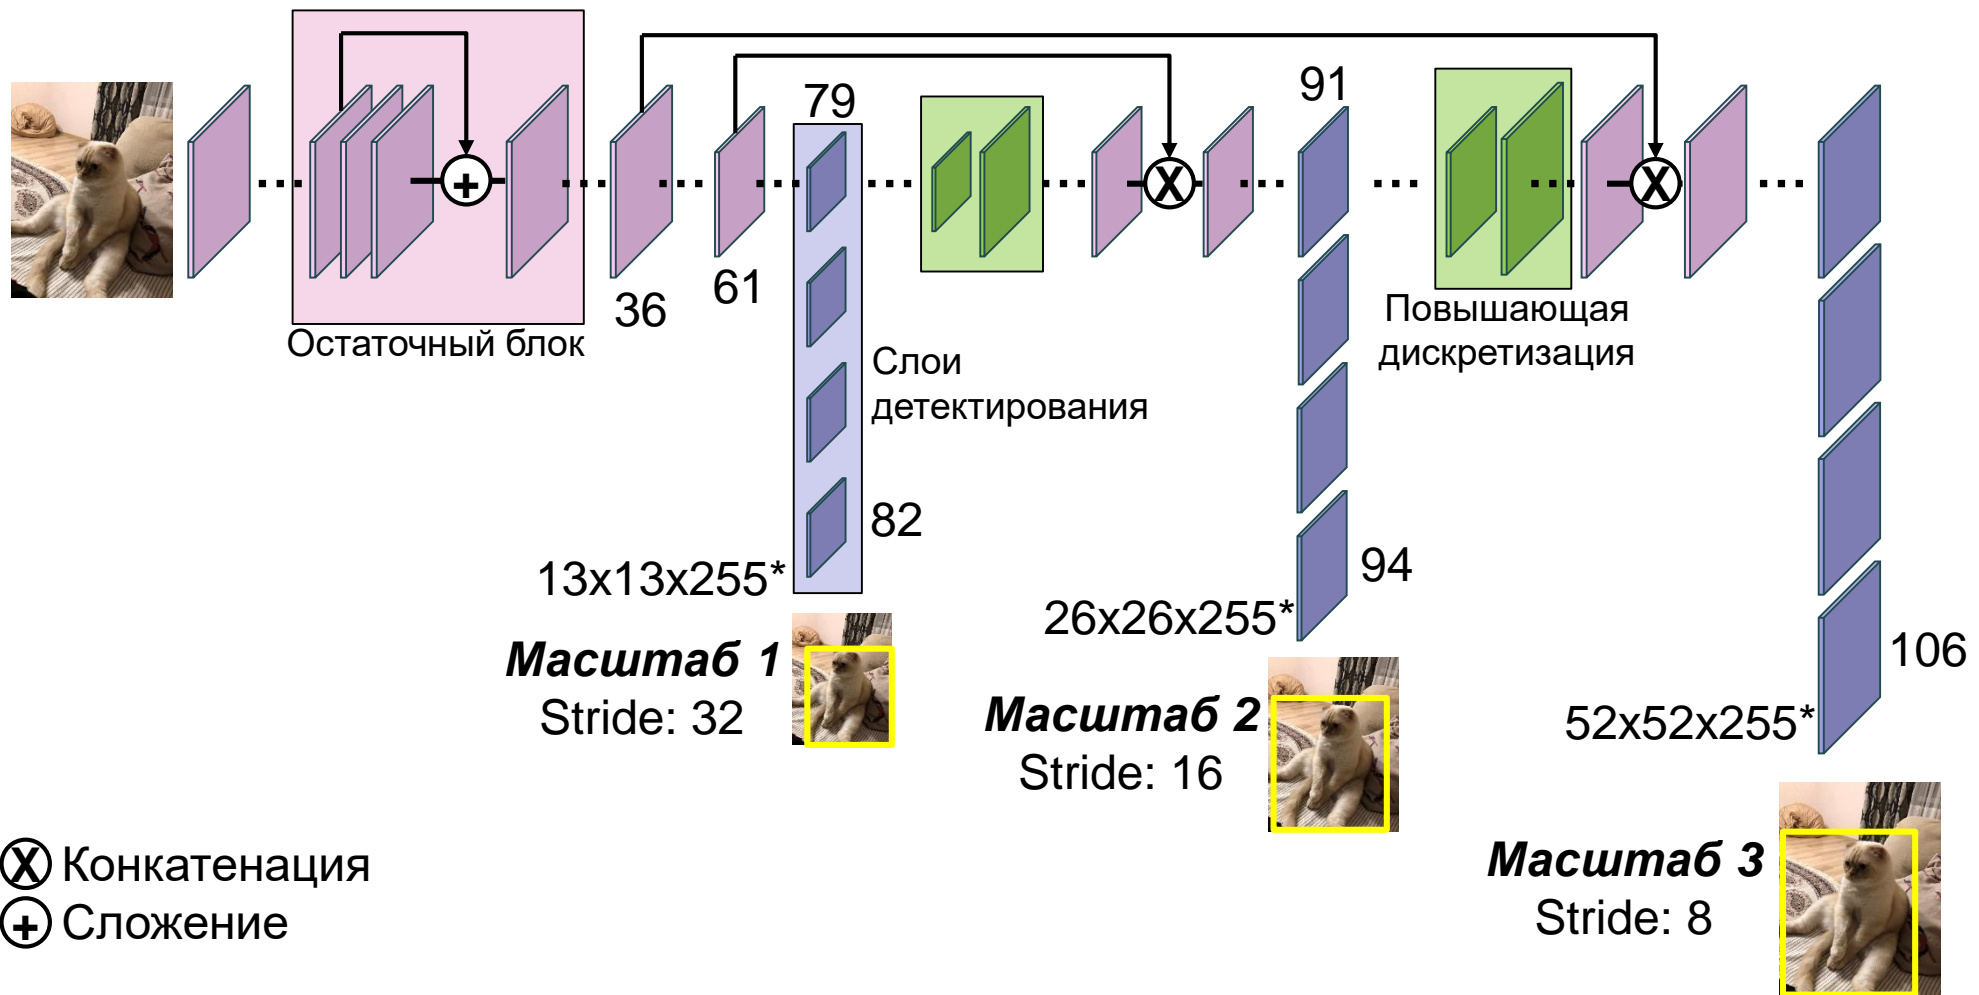 79
91
36
61
Остаточный блок
Слои
детектирования
Повышающая
дискретизация
82
13x13x255*
94
26x26x255*
106
52x52x255*
Масштаб 1
Stride: 32
Масштаб 2
Stride: 16
Масштаб 3
Stride: 8
X Конкатенация
+ Сложение
+
X
X